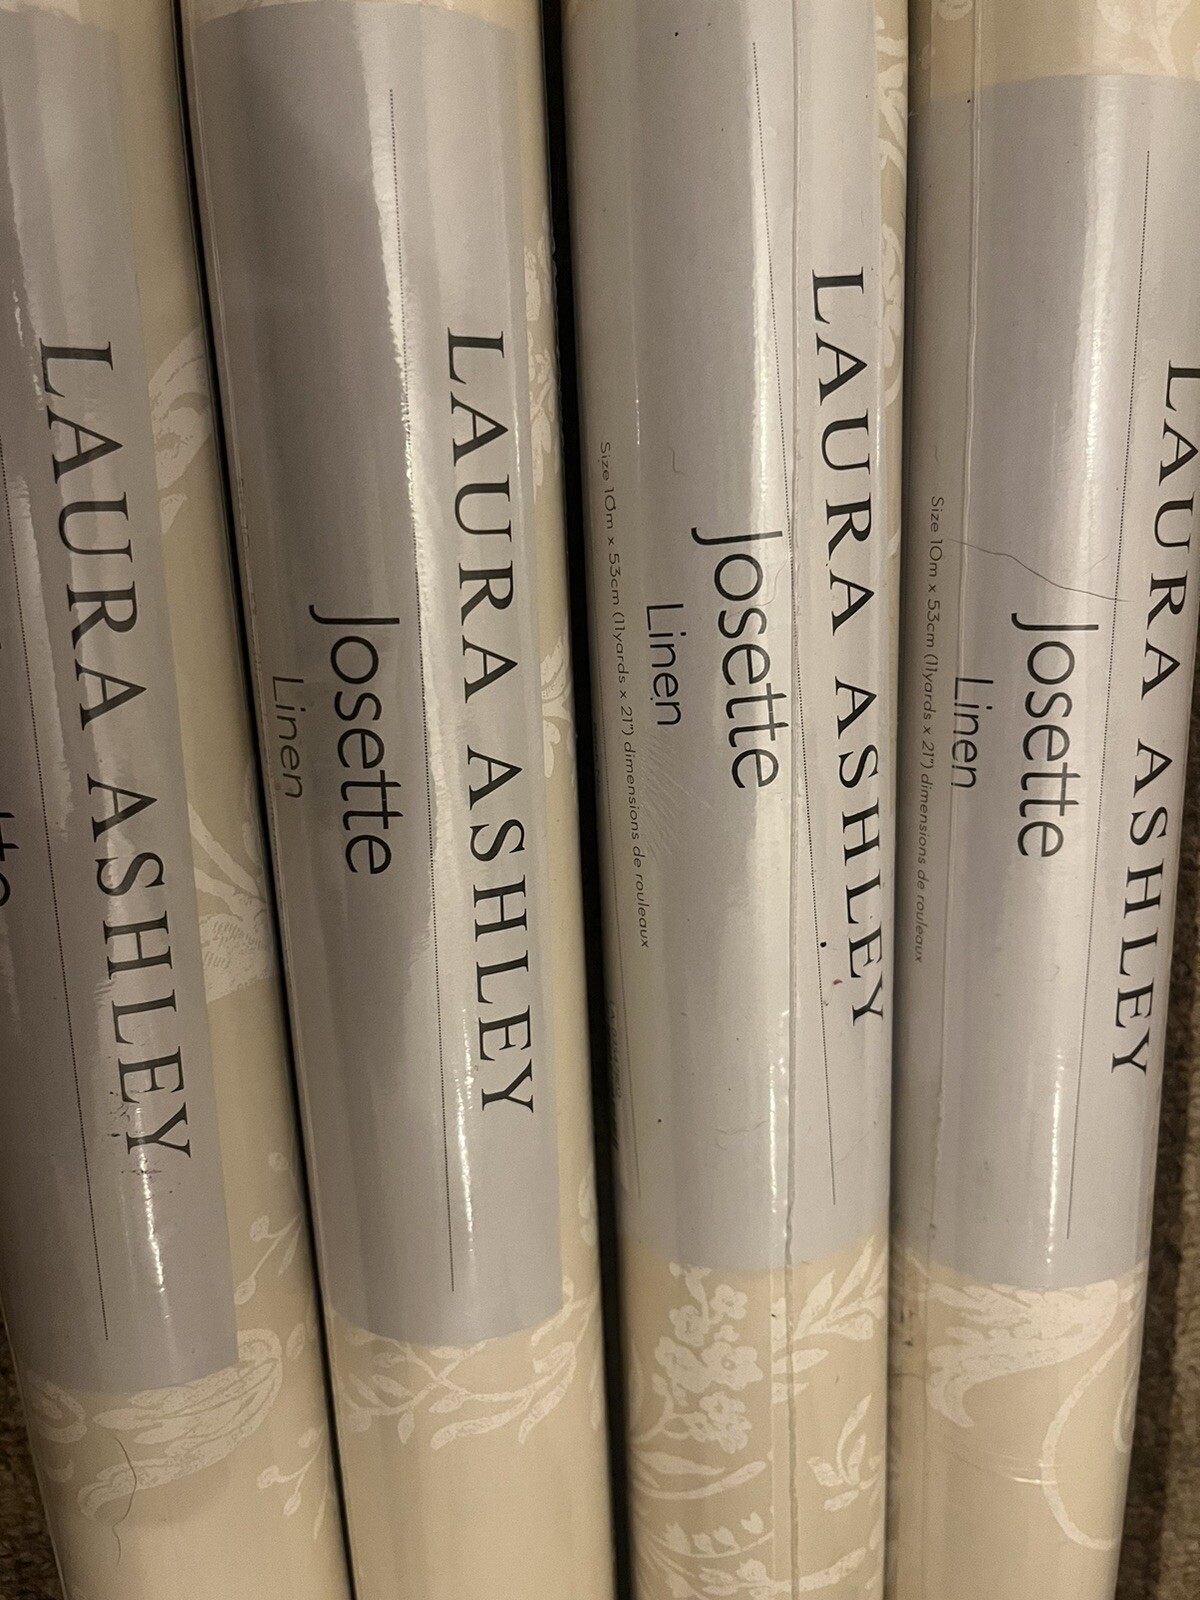 LAURA ASHLEY
LAURA ASHLEY
Josette
Linen
LAURA ASHLEY
Josette
Linen
Size 10m x 53cm (11yards x 21") dimensions de rouleaux
LAURA ASHLEY
Josette
Linen
Size 10m x 53cm (11yards x 21") dimensions de rouleaux